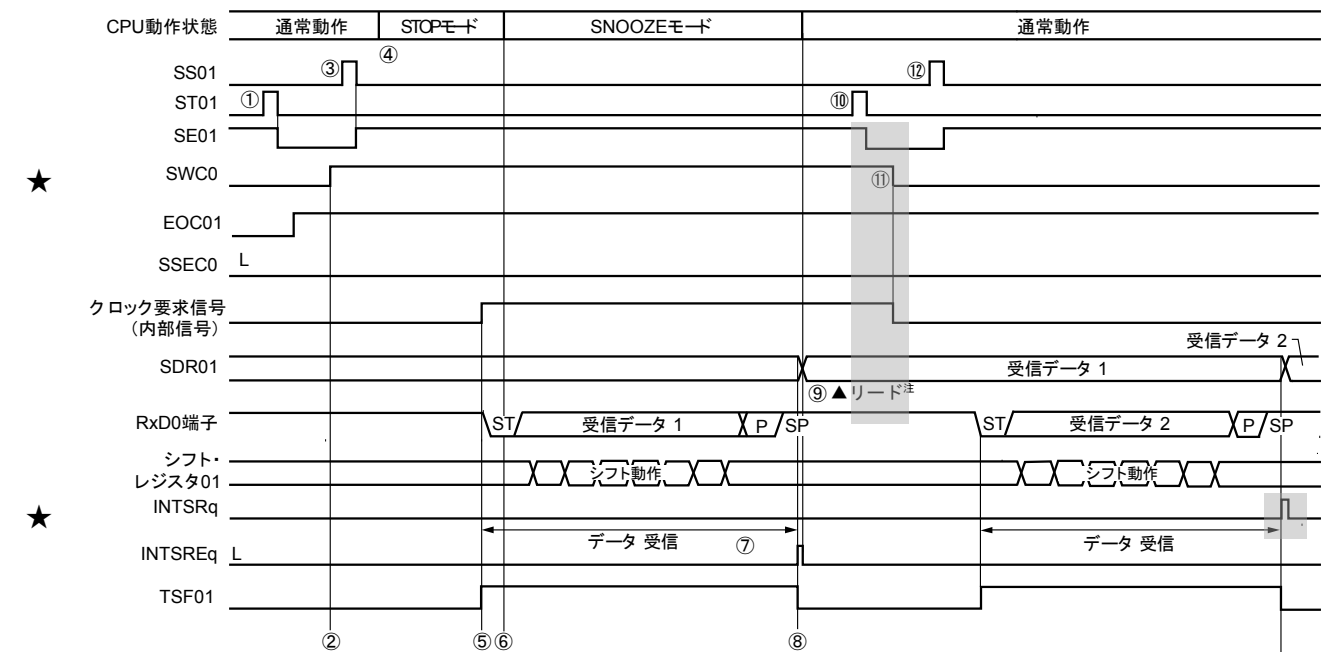 CPU動作状態 通常動作 STOPモード SNOOZEモード 通常動作
④
SS01 ③ ⑫
ST01 ① ⑩
SE01
★ SWC0 ⑪
EOC01
SSEC0 L
クロック要求信号
(内部信号)
受信データ 2
SDR01 受信データ 1
⑨ ▲リード注
RxD0端子 ST 受信データ 1 P SP ST 受信データ 2 P SP
シフト・
レジスタ01 シフト動作 シフト動作
★ INTSRq
データ 受信 ⑦ データ 受信
INTSREq L
TSF01
② ⑤ ⑥ ⑧